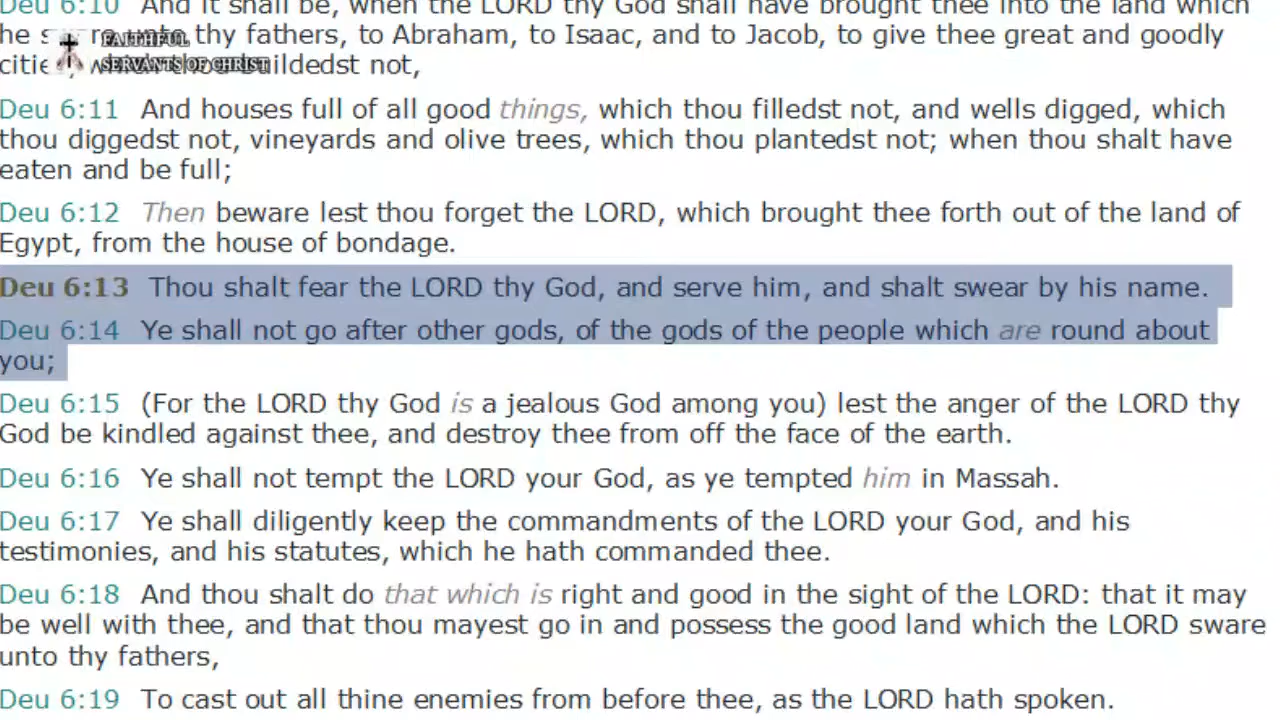 Deu 6:10 And it shall be, when the LORD thy God shall have brought thee into the land which
he thy fathers, to Abraham, to Isaac, and to Jacob, to give thee great and goodly
FAITHFUL
SERVANTS OF CHRIST
buildedst not,
Deu 6:11 And houses full of all good things, which thou filledst not, and wells digged, which
thou diggedst not, vineyards and olive trees, which thou plantedst not; when thou shalt have
eaten and be full;
Deu 6:12 Then beware lest thou forget the LORD, which brought thee forth out of the land of
Egypt, from the house of bondage.
Deu 6:13 Thou shalt fear the LORD thy God, and serve him, and shalt swear by his name.
Deu 6:14 Ye shall not go after other gods, of the gods of the people which are round about
you;
Deu 6:15 (For the LORD thy God is a jealous God among you) lest the anger of the LORD thy
God be kindled against thee, and destroy thee from off the face of the earth.
Deu 6:16 Ye shall not tempt the LORD your God, as ye tempted him in Massah.
Deu 6:17 Ye shall diligently keep the commandments of the LORD your God, and his
testimonies, and his statutes, which he hath commanded thee.
Deu 6:18 And thou shalt do that which is right and good in the sight of the LORD: that it may
be well with thee, and that thou mayest go in and possess the good land which the LORD sware
unto thy fathers,
Deu 6:19 To cast out all thine enemies from before thee, as the LORD hath spoken.